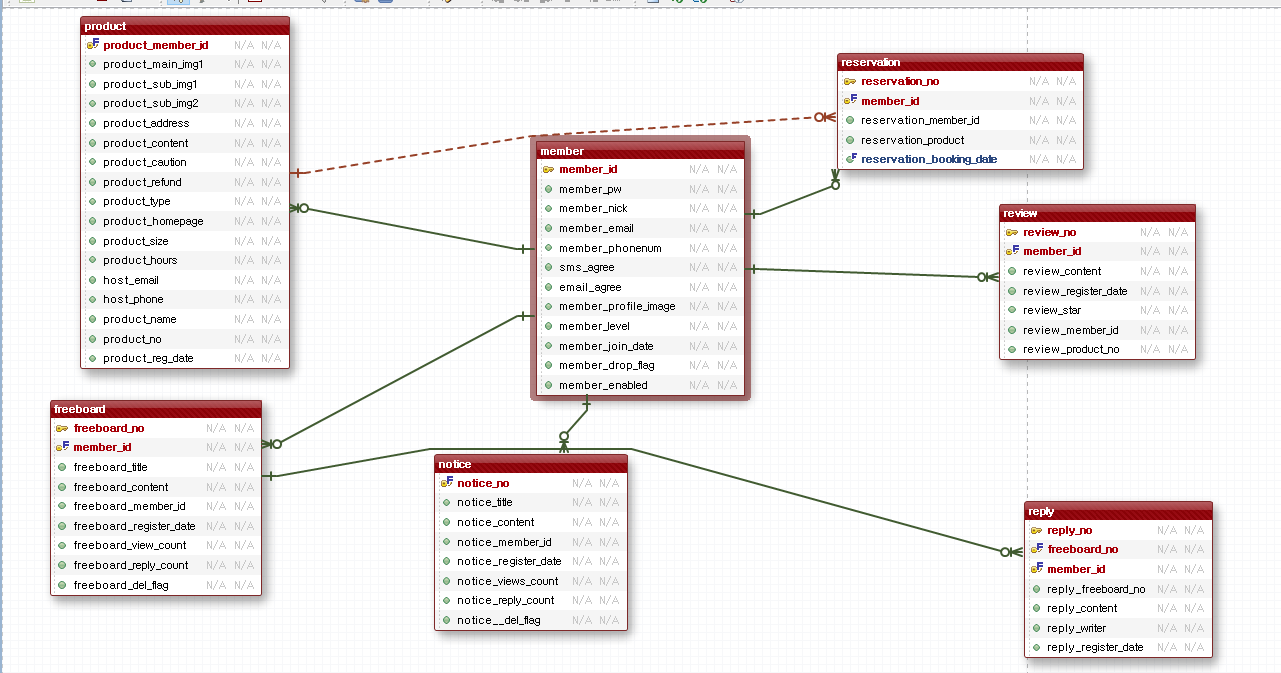 product
product_member_id N/A N/A
product_main_img1 N/A N/A
product_sub_img1 N/A N/A
product_sub_img2 N/A N/A
product_address N/A N/A
product_content N/A N/A
product_caution N/A N/A
product_refund N/A N/A
product_type N/A N/A
product_homepage N/A N/A
product_size N/A N/A
product_hours N/A N/A
host_email N/A N/A
host_phone N/A N/A
product_name N/A N/A
product_no N/A N/A
product_reg_date N/A N/A
reservation
reservation_no N/A N/A
member_id N/A N/A
reservation_member_id N/A N/A
reservation_product N/A N/A
reservation_booking_date N/A N/A
member
member_id N/A N/A
member_pw N/A N/A
member_nick N/A N/A
member_email N/A N/A
member_phonenum N/A N/A
sms_agree N/A N/A
email_agree N/A N/A
member_profile_image N/A N/A
member_level N/A N/A
member_join_date N/A N/A
member_drop_flag N/A N/A
member_enabled N/A N/A
review
review_no N/A N/A
member_id N/A N/A
review_content N/A N/A
review_register_date N/A N/A
review_star N/A N/A
review_member_id N/A N/A
review_product_no N/A N/A
freeboard
freeboard_no N/A N/A
member_id N/A N/A
freeboard_title N/A N/A
freeboard_content N/A N/A
freeboard_member_id N/A N/A
freeboard_register_date N/A N/A
freeboard_view_count N/A N/A
freeboard_reply_count N/A N/A
freeboard_del_flag N/A N/A
notice
notice_no N/A N/A
notice_title N/A N/A
notice_content N/A N/A
notice_member_id N/A N/A
notice_register_date N/A N/A
notice_views_count N/A N/A
notice_reply_count N/A N/A
notice__del_flag N/A N/A
reply
reply_no N/A N/A
freeboard_no N/A N/A
member_id N/A N/A
reply_freeboard_no N/A N/A
reply_content N/A N/A
reply_writer N/A N/A
reply_register_date N/A N/A